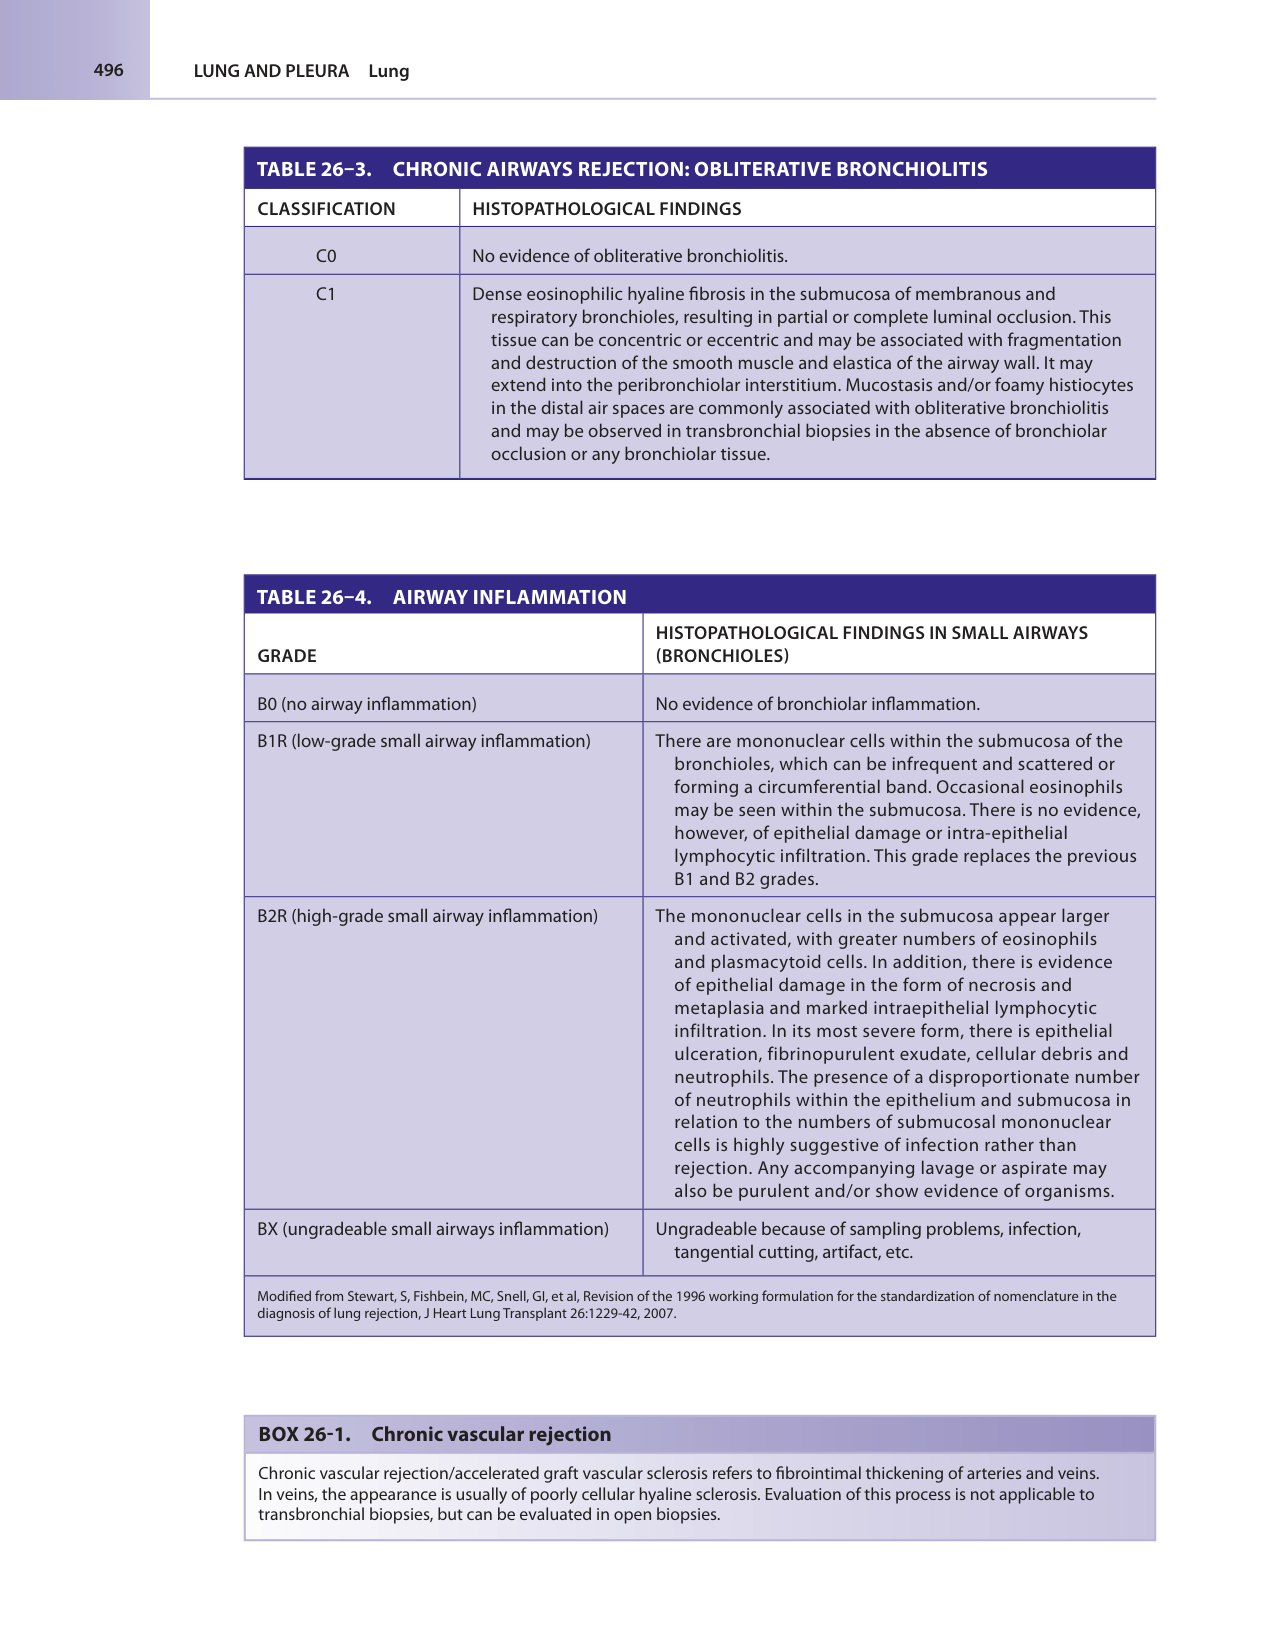 496
LUNG AND PLEURA Lung
TABLE 26–3. CHRONIC AIRWAYS REJECTION: OBLITERATIVE BRONCHIOLITIS
CLASSIFICATION HISTOPATHOLOGICAL FINDINGS
C0 No evidence of obliterative bronchiolitis.
C1 Dense eosinophilic hyaline fibrosis in the submucosa of membranous and
respiratory bronchioles, resulting in partial or complete luminal occlusion. This
tissue can be concentric or eccentric and may be associated with fragmentation
and destruction of the smooth muscle and elastica of the airway wall. It may
extend into the peribronchiolar interstitium. Mucostasis and/or foamy histiocytes
in the distal air spaces are commonly associated with obliterative bronchiolitis
and may be observed in transbronchial biopsies in the absence of bronchiolar
occlusion or any bronchiolar tissue.
TABLE 26–4. AIRWAY INFLAMMATION
GRADE
HISTOPATHOLOGICAL FINDINGS IN SMALL AIRWAYS
(BRONCHIOLES)
B0 (no airway inflammation) No evidence of bronchiolar inflammation.
B1R (low-grade small airway inflammation) There are mononuclear cells within the submucosa of the
bronchioles, which can be infrequent and scattered or
forming a circumferential band. Occasional eosinophils
may be seen within the submucosa. There is no evidence,
however, of epithelial damage or intra-epithelial
lymphocytic infiltration. This grade replaces the previous
B1 and B2 grades.
B2R (high-grade small airway inflammation) The mononuclear cells in the submucosa appear larger
and activated, with greater numbers of eosinophils
and plasmacytoid cells. In addition, there is evidence
of epithelial damage in the form of necrosis and
metaplasia and marked intraepithelial lymphocytic
infiltration. In its most severe form, there is epithelial
ulceration, fibrinopurulent exudate, cellular debris and
neutrophils. The presence of a disproportionate number
of neutrophils within the epithelium and submucosa in
relation to the numbers of submucosal mononuclear
cells is highly suggestive of infection rather than
rejection. Any accompanying lavage or aspirate may
also be purulent and/or show evidence of organisms.
BX (ungradeable small airways inflammation) Ungradeable because of sampling problems, infection,
tangential cutting, artifact, etc.
Modified from Stewart, S, Fishbein, MC, Snell, GI, et al, Revision of the 1996 working formulation for the standardization of nomenclature in the
diagnosis of lung rejection, J Heart Lung Transplant 26:1229-42, 2007.
BOX 26-1. Chronic vascular rejection
Chronic vascular rejection/accelerated graft vascular sclerosis refers to fibrointimal thickening of arteries and veins.
In veins, the appearance is usually of poorly cellular hyaline sclerosis. Evaluation of this process is not applicable to
transbronchial biopsies, but can be evaluated in open biopsies.